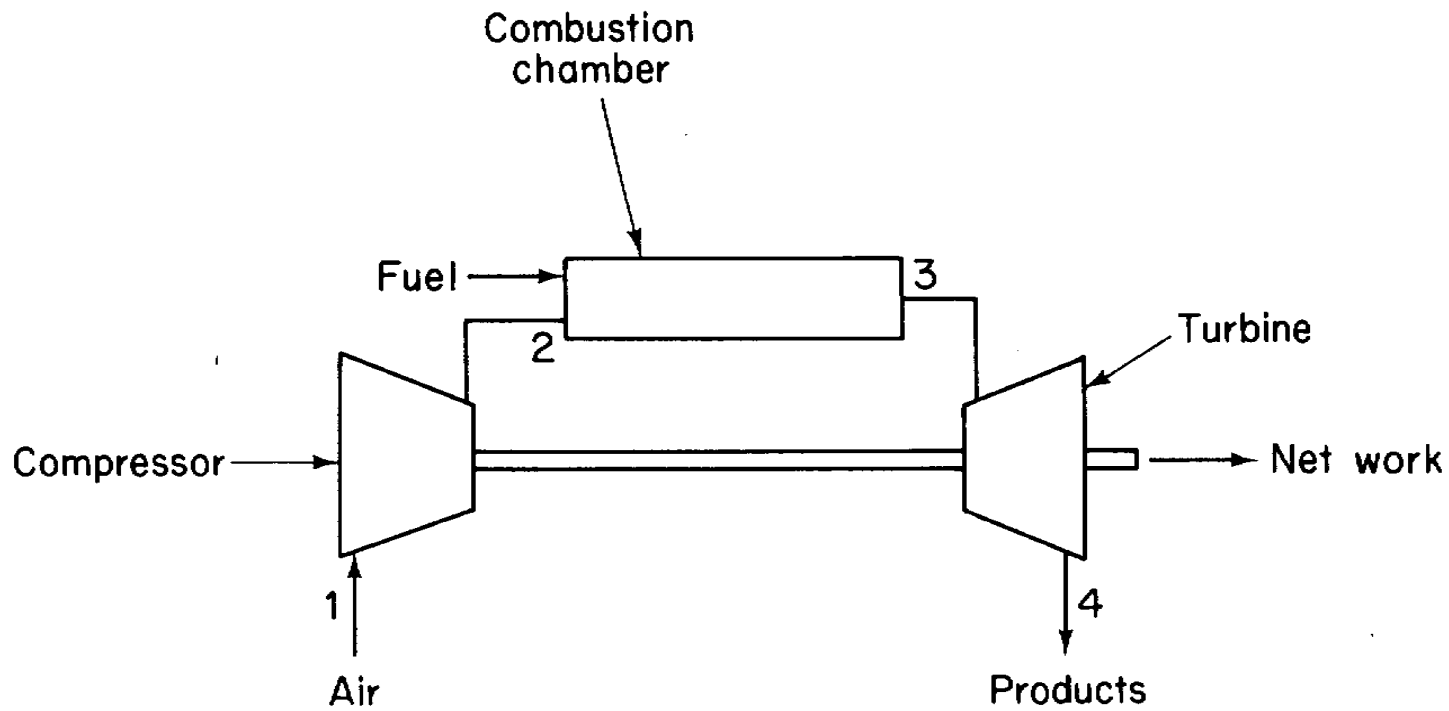 Combustion
chamber
Fuel
3
2
Turbine
Compressor
Net work
1
4
Air
Products